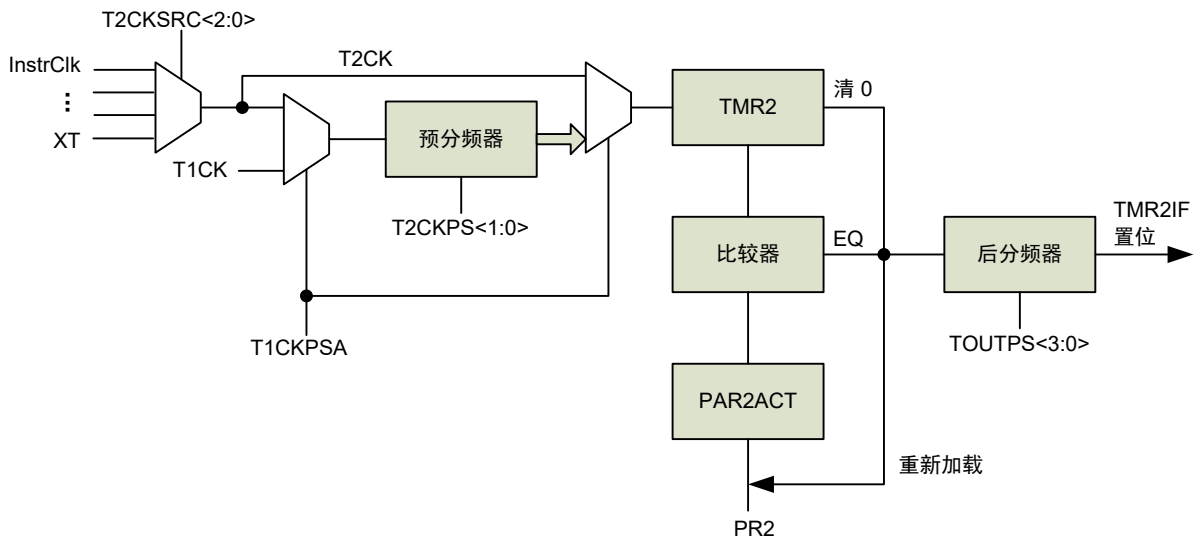 T2CKSRC<2:0>
InstrClk
⋮
XT
T2CK
T1CK
预分频器
T2CKPS<1:0>
T1CKPSA
TMR2
清 0
比较器
EQ
后分频器
TMR2IF
置位
TOUTPS<3:0>
PAR2ACT
重新加载
PR2